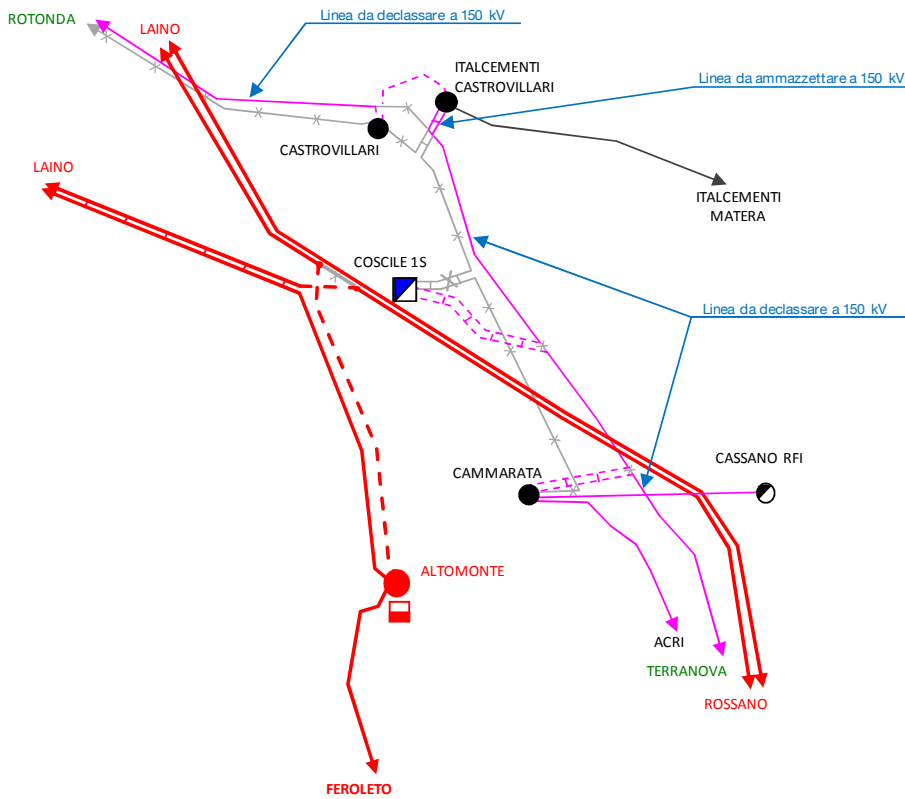 Linea da declassare a 150 kV
ROTONDA
LAINO
ITALCEMENTI
CASTROVILLARI
Linea da ammazzettare a 150 kV
CASTROVILLARI
LAINO
ITALCEMENTI
MATERA
COSCILE 1S
Linea da declassare a 150 kV
CASSANO RFI
CAMMARATA
ALTOMONTE
ACRI
TERRANOVA
ROSSANO
FEROLETO